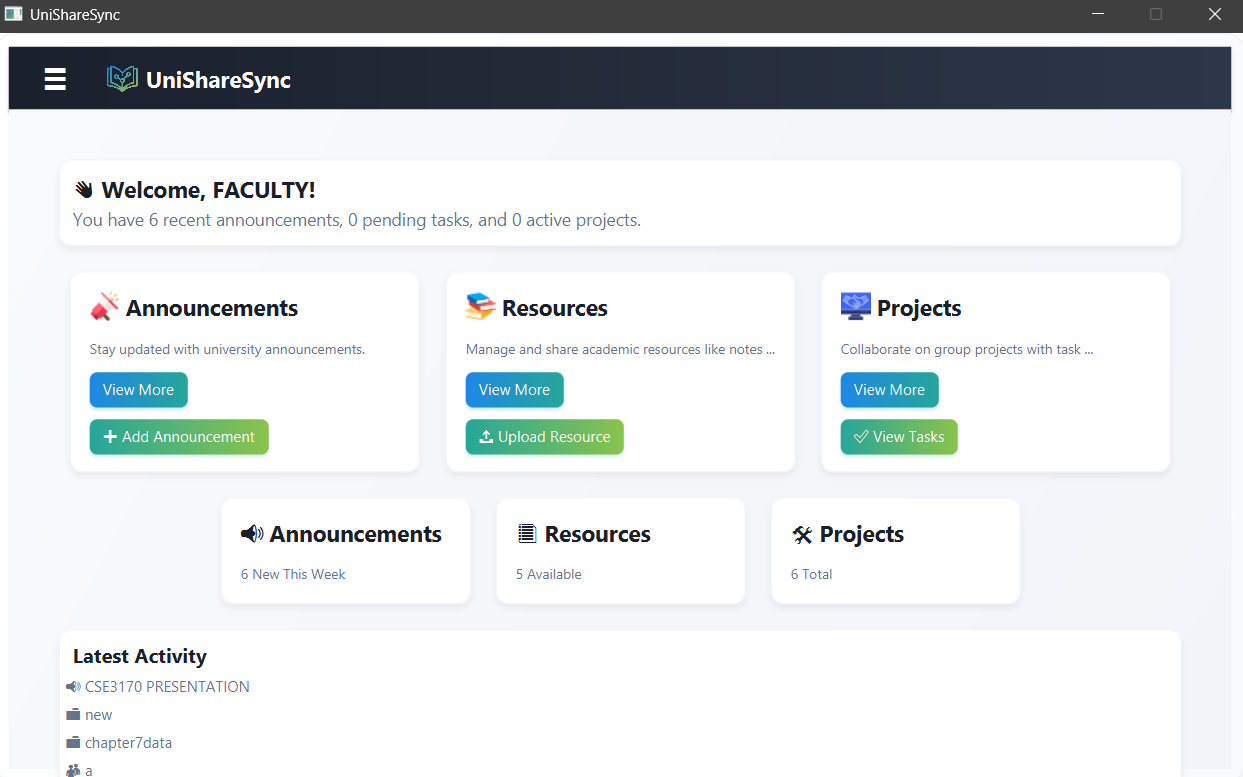 UniShareSync
UniShareSync
Welcome, FACULTY!
You have 6 recent announcements, 0 pending tasks, and 0 active projects.
Announcements
Stay updated with university announcements.
View More
Add Announcement
Resources
Manage and share academic resources like notes ...
View More
Upload Resource
Projects
Collaborate on group projects with task ...
View More
View Tasks
Announcements
6 New This Week
Resources
5 Available
Projects
6 Total
Latest Activity
CSE3170 PRESENTATION
new
chapter7data
a